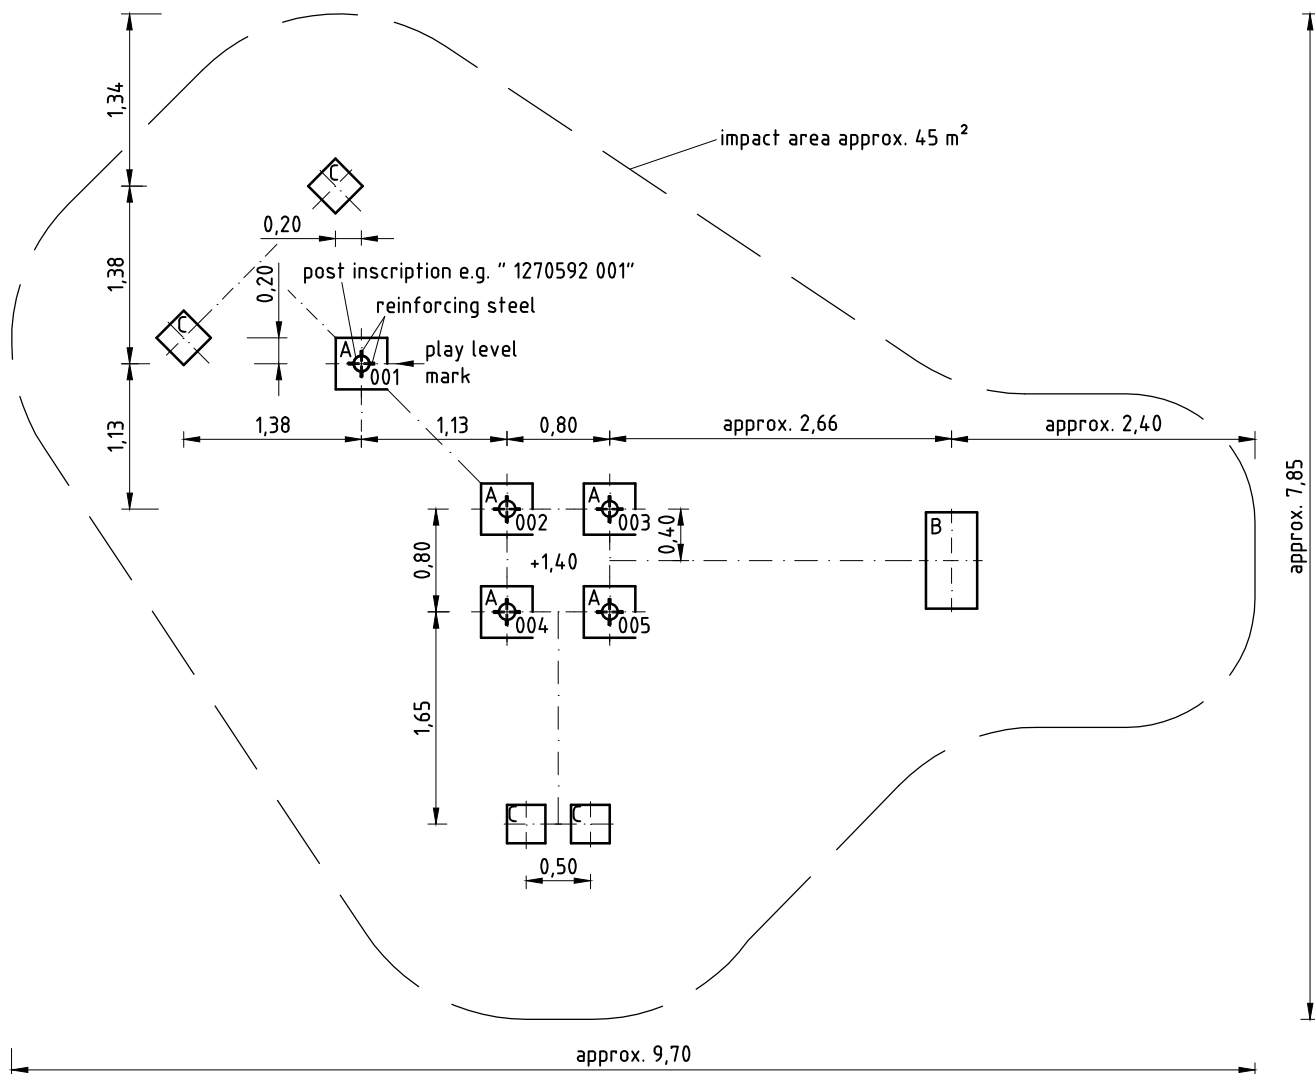 1,34
impact area approx. 45 m²
C
0,20
1,38
0,20
post inscription e.g. " 1270592 001"
reinforcing steel
C
A
001
play level
mark
1,13
1,38
1,13
0,80
approx. 2,66
approx. 2,40
approx. 7,85
A
002
A
003
0,40
B
0,80
+1,40
A
004
A
005
1,65
C
C
0,50
approx. 9,70